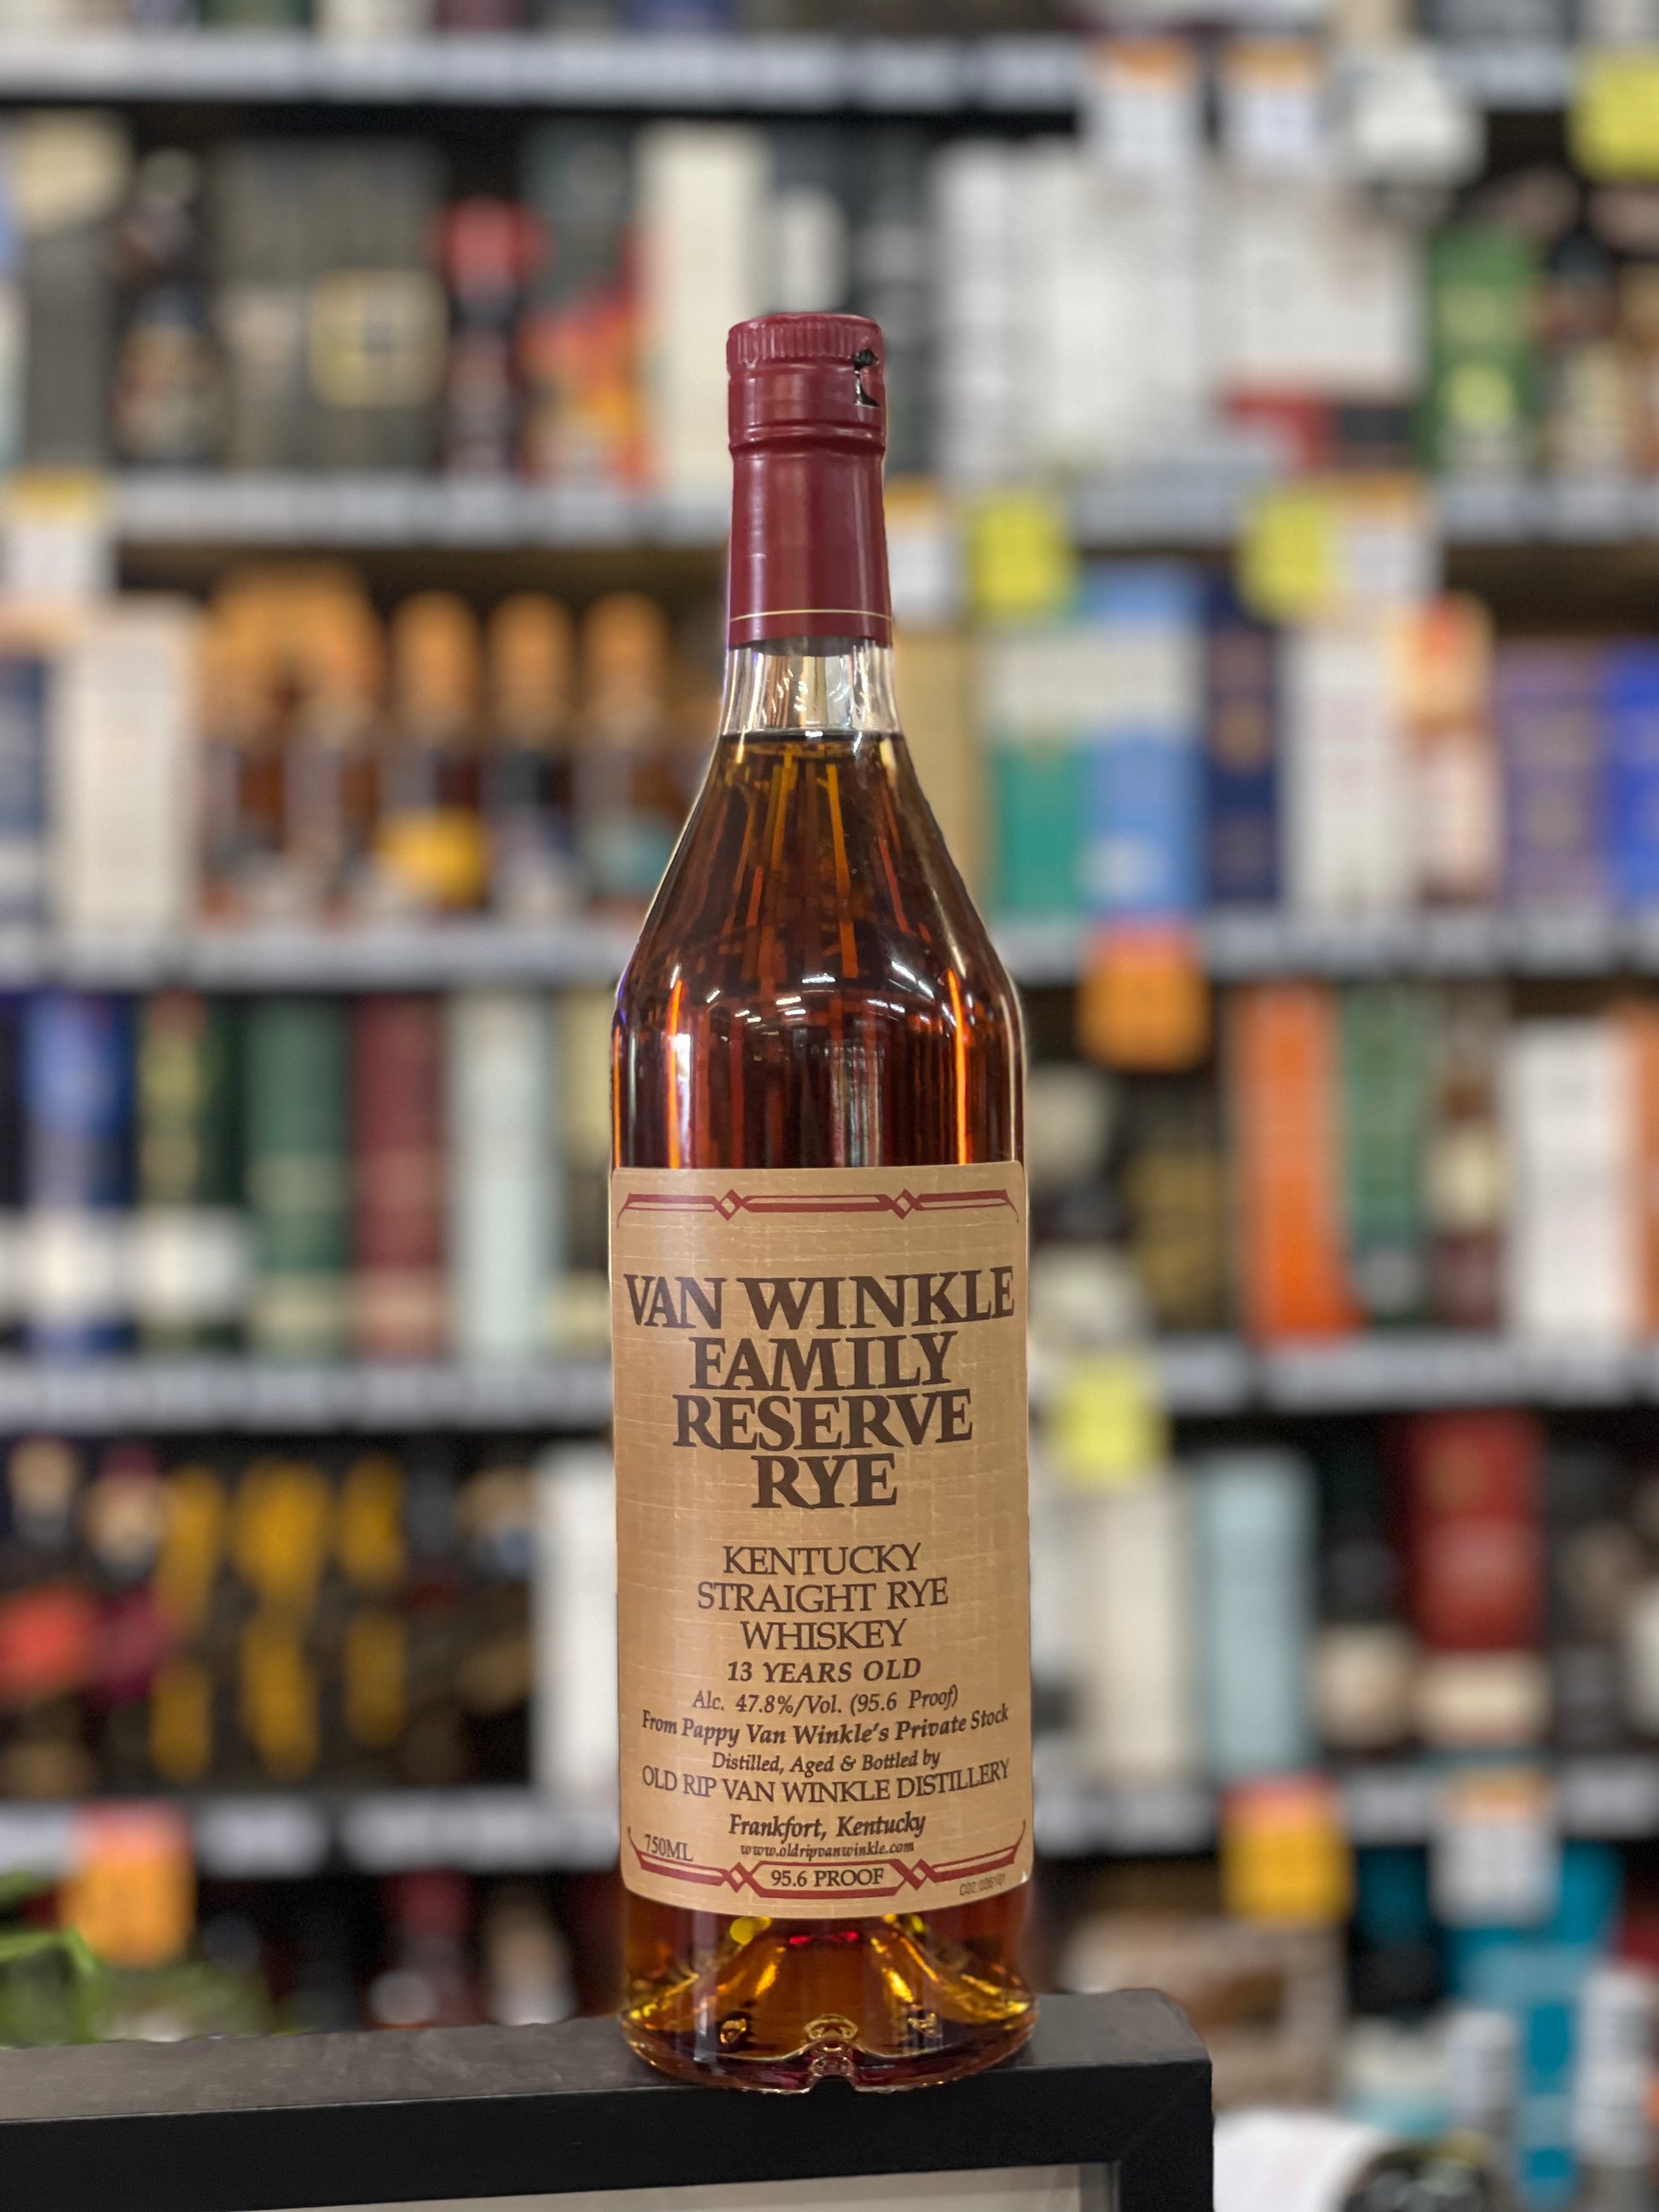 VAN WINKLE
FAMILY
RESERVE
RYE
KENTUCKY
STRAIGHT RYE
WHISKEY
13 YEARS OLD
Alc. 47.8%/Vol. (95.6 Proof)
From Pappy Van Winkle's Private Stock
Distilled, Aged & Bottled by
OLD RIP VAN WINKLE DISTILLERY
Frankfort, Kentucky
750ML
www.oldripvanwinkle.com
95.6 PROOF